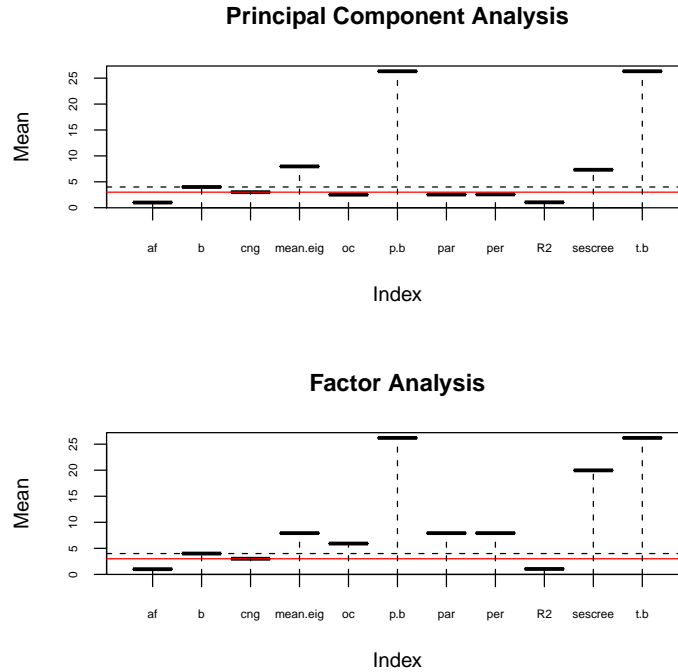 Principal Component Analysis
Mean
25
20
15
10
5
0
af b cng mean.eig oc p.b par per R2 sescree t.b
Index
Factor Analysis
Mean
25
20
15
10
5
0
af b cng mean.eig oc p.b par per R2 sescree t.b
Index